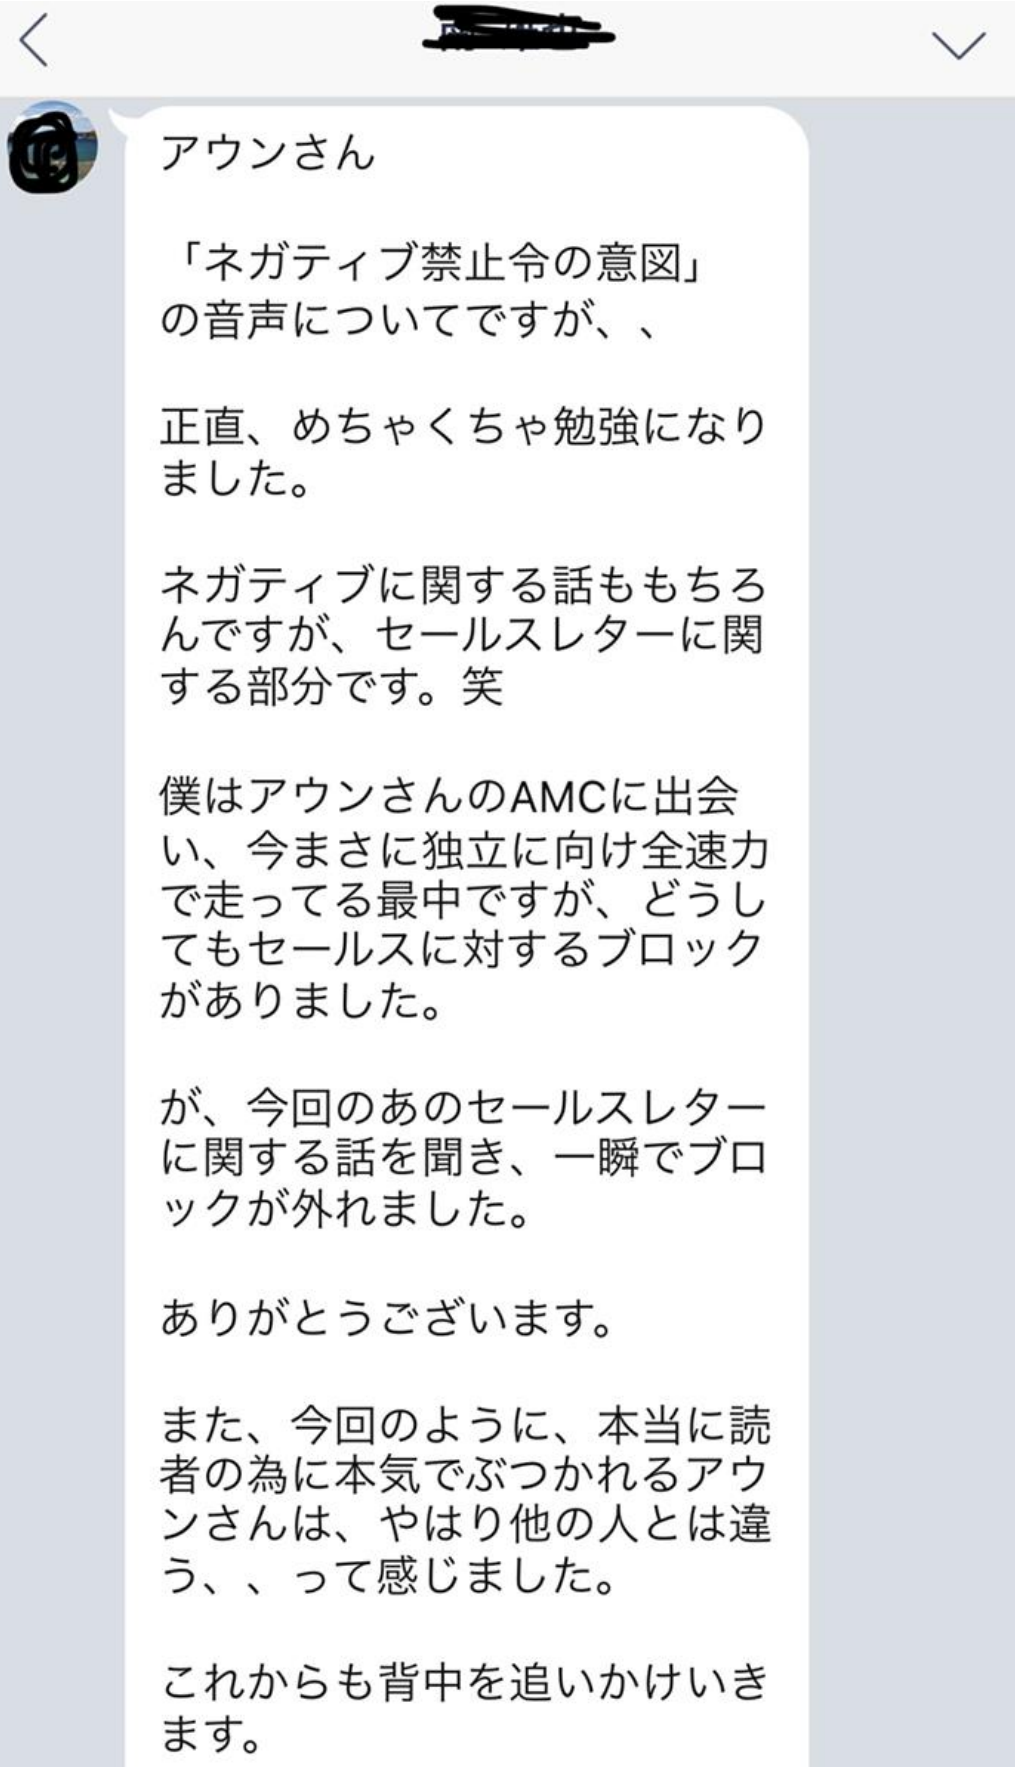 アウンさん
「ネガティブ禁止令の意図」
の音声についてですが、、
正直、めちゃくちゃ勉強になり
ました。
ネガティブに関する話ももちろ
んですが、セールスレターに関
する部分です。笑
僕はアウンさんのAMCに出会
い、今まさに独立に向け全速力
で走ってる最中ですが、どうし
てもセールスに対するブロック
がありました。
が、今回のあのセールスレター
に関する話を聞き、一瞬でブロ
ックが外れました。
ありがとうございます。
また、今回のように、本当に読
者の為に本気でぶつかれるアウ
ンさんは、やはり他の人とは違
う、、って感じました。
これからも背中を追いかけいき
ます。